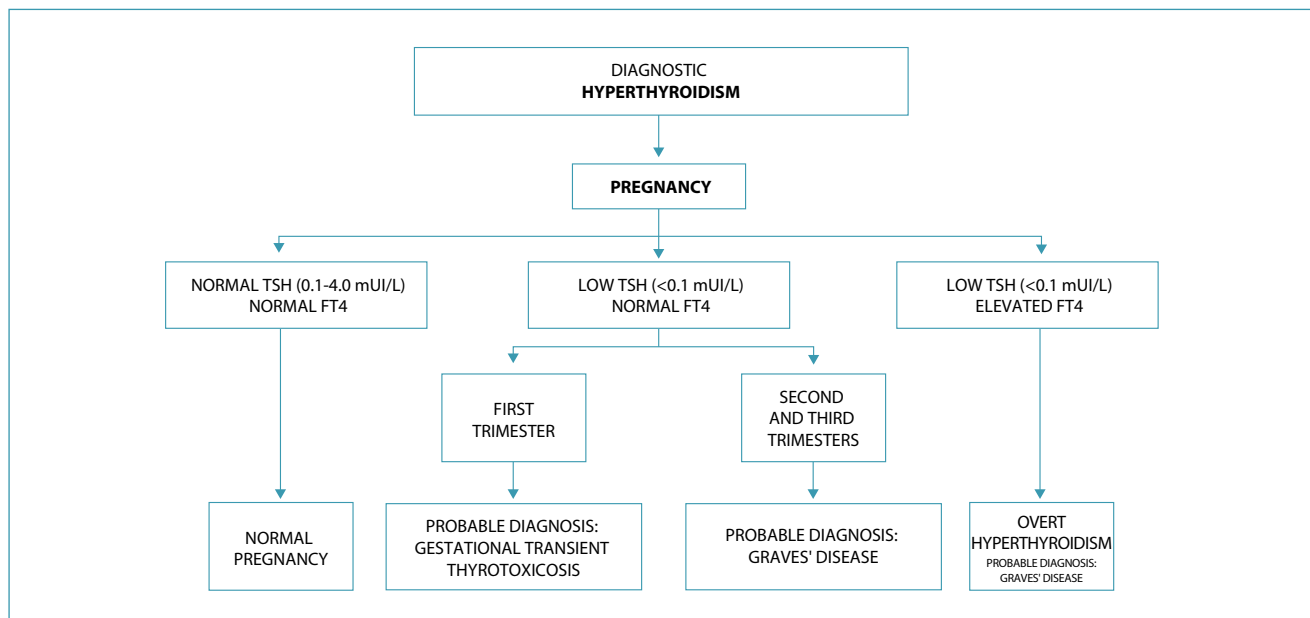 DIAGNOSTIC
HYPERTHYROIDISM
PREGNANCY
NORMAL TSH (0.1-4.0 mUI/L)
NORMAL FT4
LOW TSH (<0.1 mUI/L)
NORMAL FT4
LOW TSH (<0.1 mUI/L)
ELEVATED FT4
FIRST
TRIMESTER
SECOND
AND THIRD
TRIMESTERS
NORMAL
PREGNANCY
PROBABLE DIAGNOSIS:
GESTATIONAL TRANSIENT
THYROTOXICOSIS
PROBABLE DIAGNOSIS:
GRAVES' DISEASE
OVERT
HYPERTHYROIDISM
PROBABLE DIAGNOSIS:
GRAVES' DISEASE